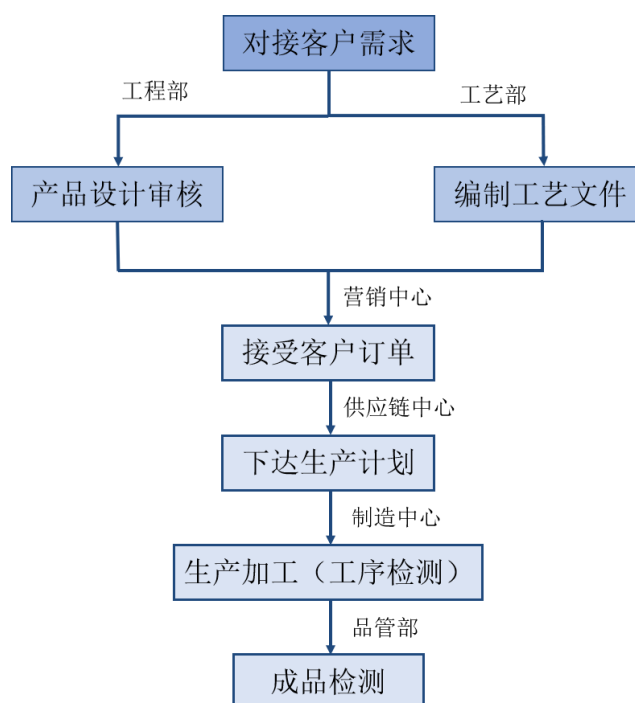 对接客户需求
工程部
工艺部
产品设计审核
编制工艺文件
营销中心
接受客户订单
供应链中心
下达生产计划
制造中心
生产加工（工序检测）
品管部
成品检测